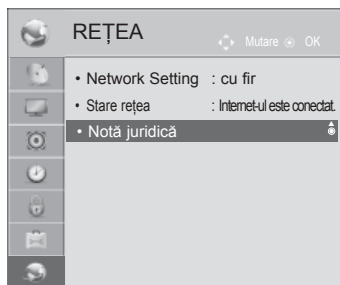 REȚEA
Mutare OK
• Network Setting : cu fir
• Stare rețea : Internet-ul este conectat.
• Notă juridică